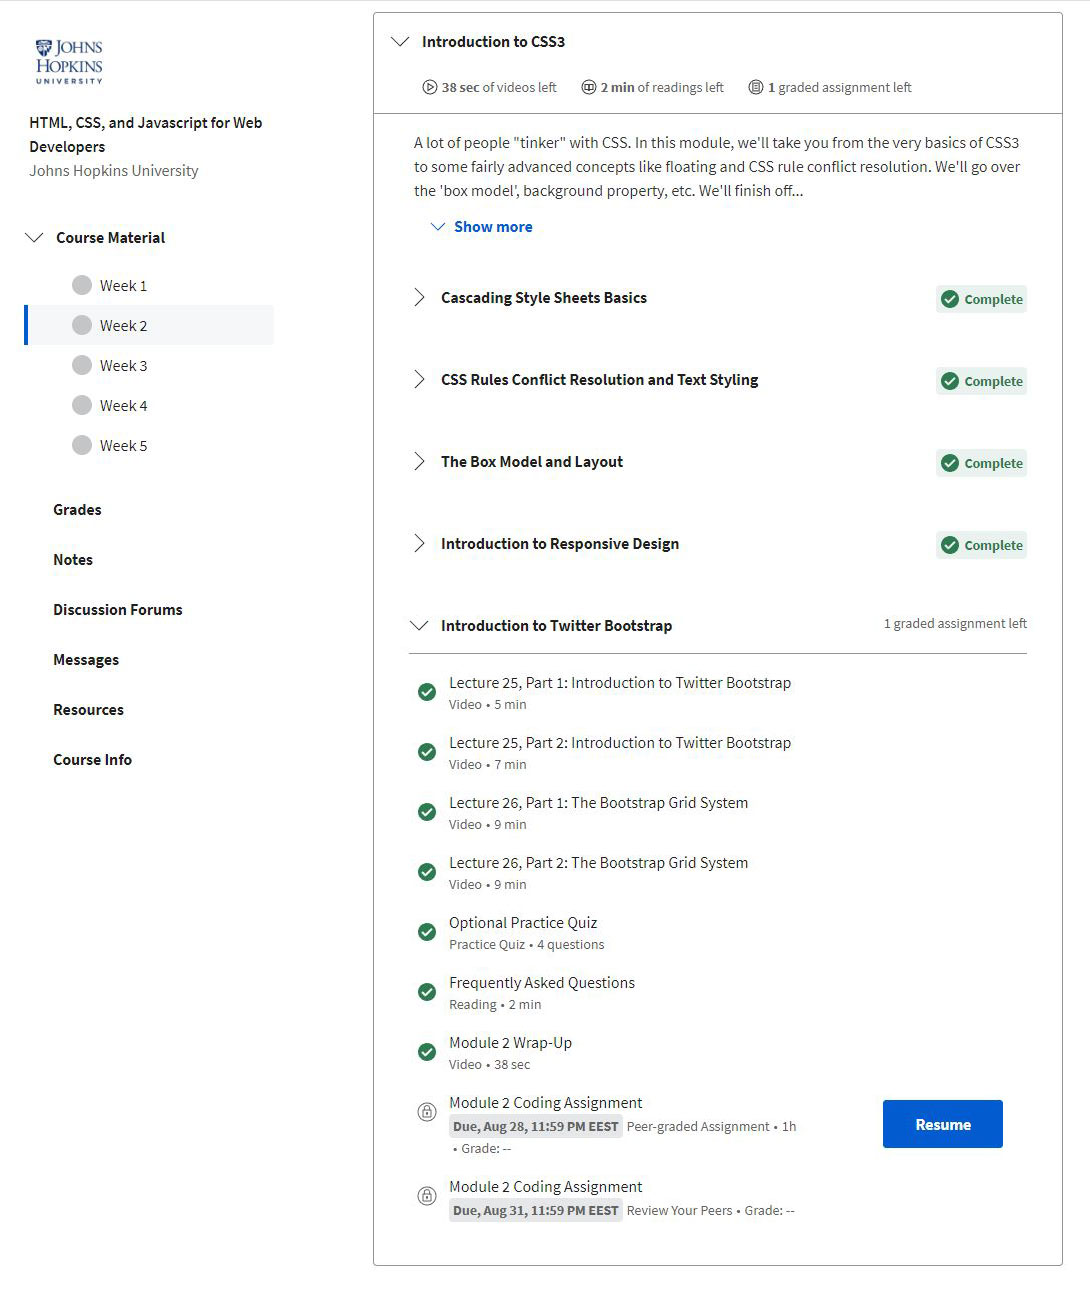 JOHNS
HOPKINS
UNIVERSITY
HTML, CSS, and Javascript for Web
Developers
Johns Hopkins University
Course Material
Week 1
Week 2
Week 3
Week 4
Week 5
Grades
Notes
Discussion Forums
Messages
Resources
Course Info
Introduction to CSS3
38 sec of videos left
2 min of readings left
1 graded assignment left
A lot of people "tinker" with CSS. In this module, we'll take you from the very basics of CSS3
to some fairly advanced concepts like floating and CSS rule conflict resolution. We'll go over
the 'box model', background property, etc. We'll finish off...
Show more
Cascading Style Sheets Basics
Complete
CSS Rules Conflict Resolution and Text Styling
Complete
The Box Model and Layout
Complete
Introduction to Responsive Design
Complete
Introduction to Twitter Bootstrap
1 graded assignment left
Lecture 25, Part 1: Introduction to Twitter Bootstrap
Video • 5 min
Lecture 25, Part 2: Introduction to Twitter Bootstrap
Video • 7 min
Lecture 26, Part 1: The Bootstrap Grid System
Video • 9 min
Lecture 26, Part 2: The Bootstrap Grid System
Video • 9 min
Optional Practice Quiz
Practice Quiz • 4 questions
Frequently Asked Questions
Reading • 2 min
Module 2 Wrap-Up
Video • 38 sec
Module 2 Coding Assignment
Due, Aug 28, 11:59 PM EEST Peer-graded Assignment • 1h
• Grade: --
Resume
Module 2 Coding Assignment
Due, Aug 31, 11:59 PM EEST Review Your Peers • Grade: --